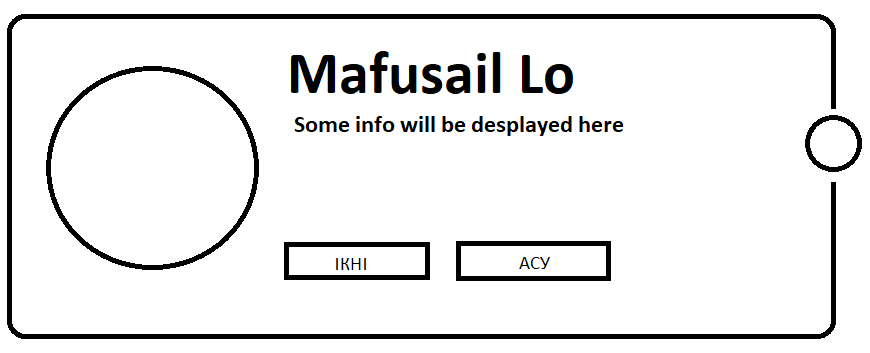 Mafusail Lo
Some info will be desplayed here
ІКНІ
АСУ